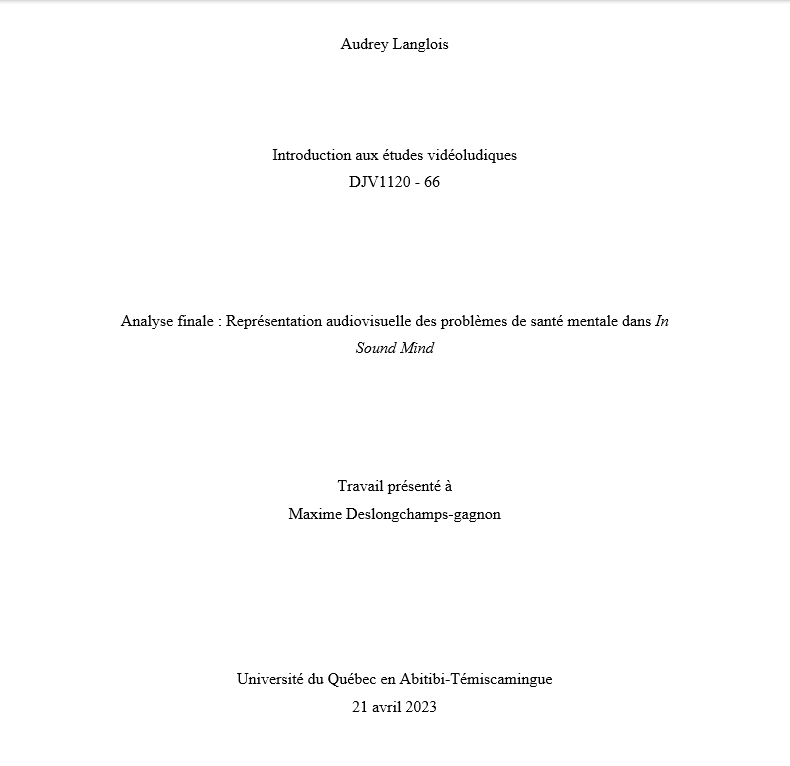 Audrey Langlois
Introduction aux études vidéoludiques
DJV1120 - 66
Analyse finale : Représentation audiovisuelle des problèmes de santé mentale dans In
Sound Mind
Travail présenté à
Maxime Deslongchamps-gagnon
Université du Québec en Abitibi-Témiscamingue
21 avril 2023